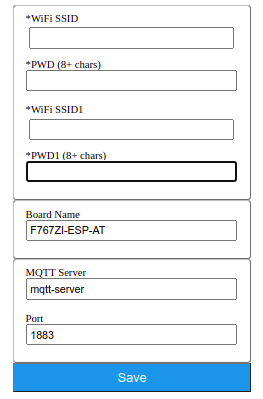 *WiFi SSID
*PWD (8+ chars)
*WiFi SSID1
*PWD1 (8+ chars)
Board Name
F767ZI-ESP-AT
MQTT Server
mqtt-server
Port
1883
Save